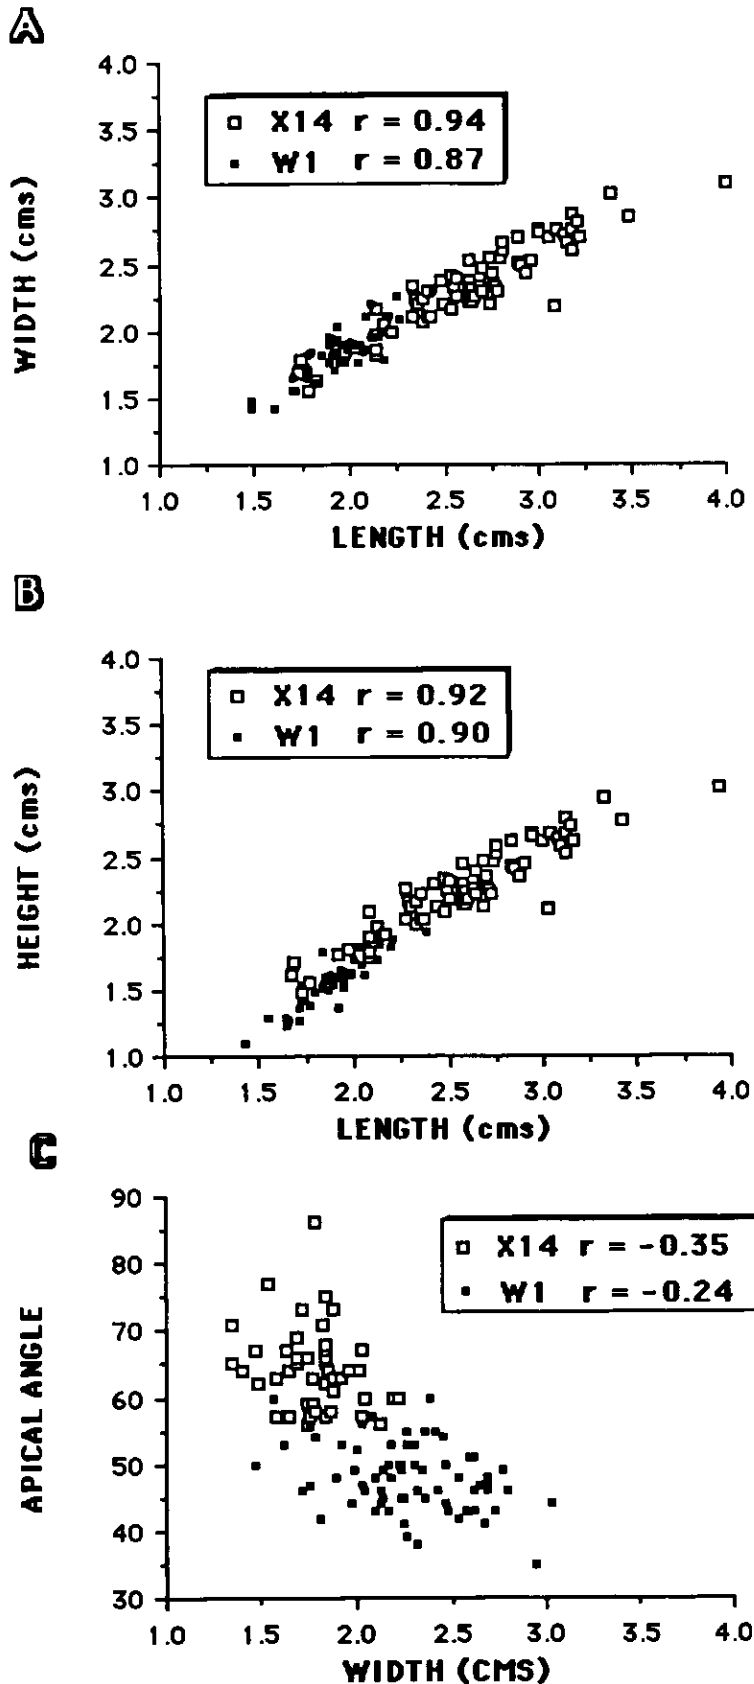 A
4.0
3.5
3.0
2.5
2.0
1.5
1.0
WIDTH (cms)
X14 r = 0.94
W1 r = 0.87
1.0 1.5 2.0 2.5 3.0 3.5 4.0
LENGTH (cms)
B
4.0
3.5
3.0
2.5
2.0
1.5
1.0
HEIGHT (cms)
X14 r = 0.92
W1 r = 0.90
1.0 1.5 2.0 2.5 3.0 3.5 4.0
LENGTH (cms)
C
90
80
70
60
50
40
30
APICAL ANGLE
X14 r = -0.35
W1 r = -0.24
1.0 1.5 2.0 2.5 3.0 3.5 4.0
WIDTH (CMS)